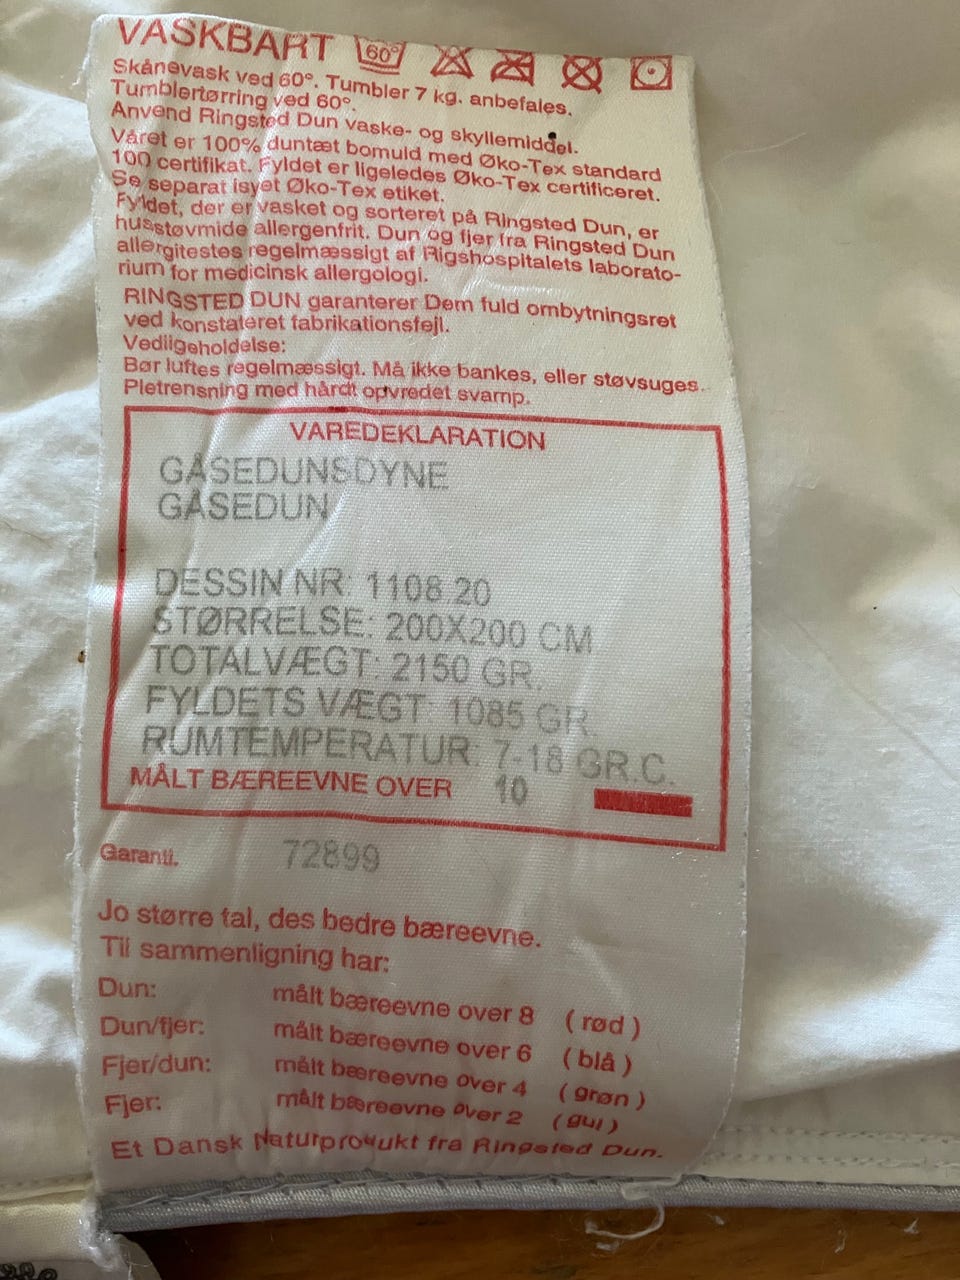 VASKBART 60°
Skånevask ved 60°. Tumbler 7 kg. anbefales.
Tumblertørring ved 60°.
Anvend Ringsted Dun vaske- og skyllemiddel.
Våret er 100% duntæt bomuld med Øko-Tex standard
100 certifikat. Fyldet er ligeledes Øko-Tex certificeret.
Se separat isyet Øko-Tex etiket.
Fyldet, der er vasket og sorteret på Ringsted Dun, er
husstøvmide allergenfrit. Dun og fjer fra Ringsted Dun
allergitestes regelmæssigt af Rigshospitalets laborato-
rium for medicinsk allergologi.
RINGSTED DUN garanterer Dem fuld ombytningsret
ved konstateret fabrikationsfejl.
Vedligeholdelse:
Bør luftes regelmæssigt. Må ikke bankes, eller støvsuges.
Pletrensning med hårdt opvredet svamp.
VAREDEKLARATION
GÅSEDUNSDYNE
GÅSEDUN
DESSIN NR: 1108 20
STØRRELSE: 200X200 CM
TOTALVÆGT: 2150 GR.
FYLDETS VÆGT: 1085 GR.
RUMTEMPERATUR: 7-18 GR.C.
MÅLT BÆREEVNE OVER 10
Garanti. 72899
Jo større tal, des bedre bæreevne.
Til sammenligning har:
Dun: målt bæreevne over 8 (rød)
Dun/fjer: målt bæreevne over 6 (blå)
Fjer/dun: målt bæreevne over 4 (grøn)
Fjer: målt bæreevne over 2 (gul)
Et Dansk Naturprodukt fra Ringsted Dun.